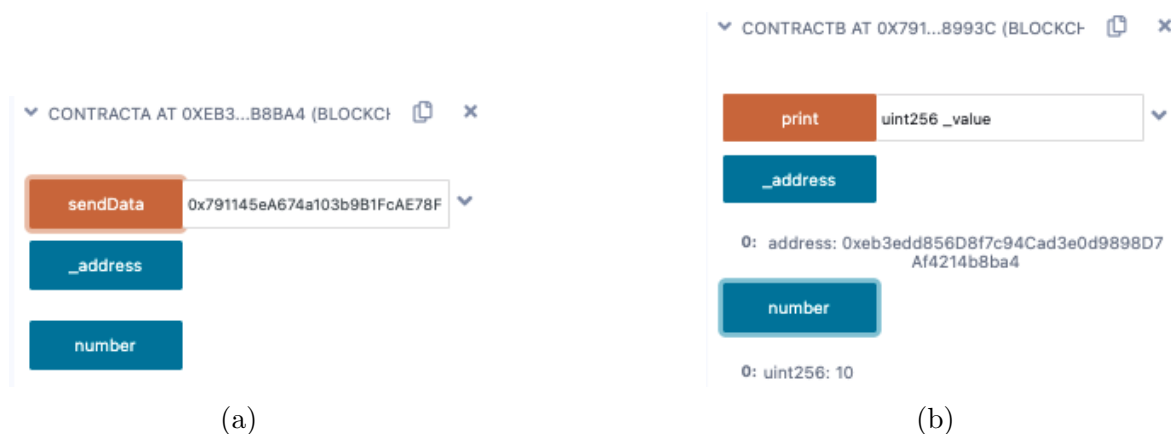 CONTRACTA AT 0XEB3...B8BA4 (BLOCKCH
sendData 0x791145eA674a103b9B1FcAE78F
_address
number
(a)
CONTRACTB AT 0X791...8993C (BLOCKCH
print uint256 _value
_address
0: address: 0xeb3edd856D8f7c94Cad3e0d9898D7
Af4214b8ba4
number
0: uint256: 10
(b)